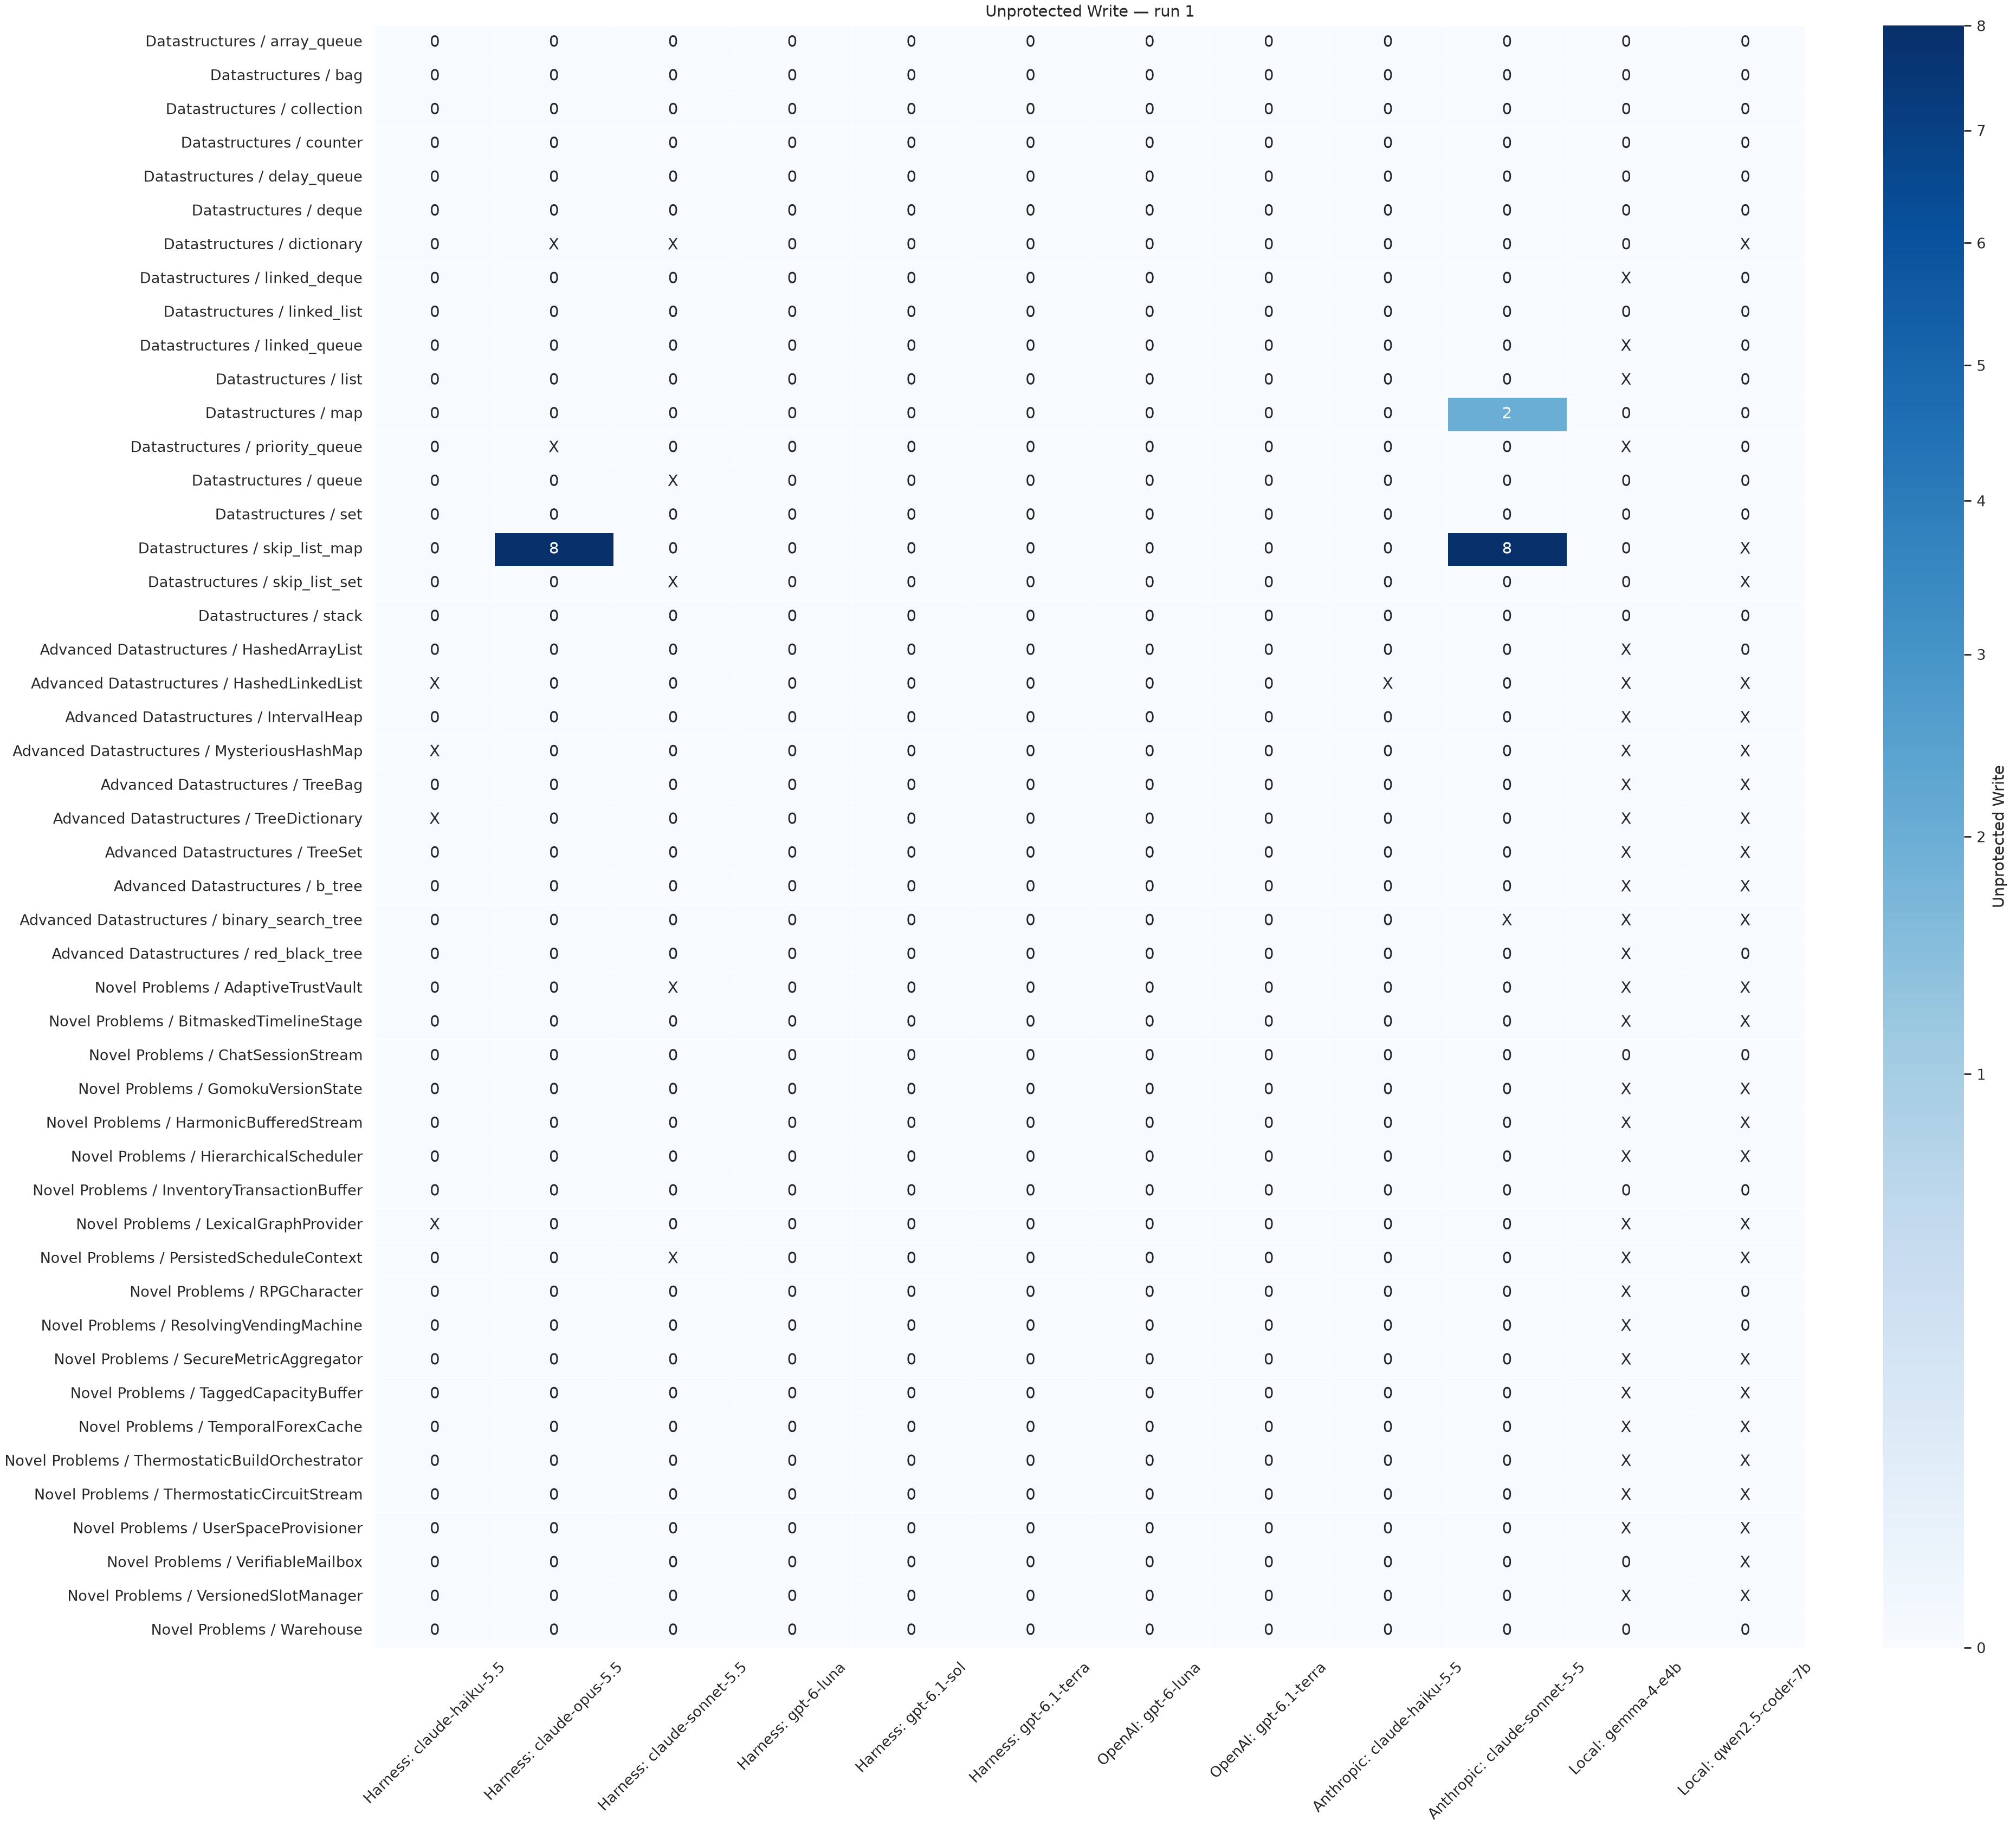 Unprotected Write — run 1
Datastructures / array_queue 0 0 0 0 0 0 0 0 0 0 0 0
Datastructures / bag 0 0 0 0 0 0 0 0 0 0 0 0
Datastructures / collection 0 0 0 0 0 0 0 0 0 0 0 0
Datastructures / counter 0 0 0 0 0 0 0 0 0 0 0 0
Datastructures / delay_queue 0 0 0 0 0 0 0 0 0 0 0 0
Datastructures / deque 0 0 0 0 0 0 0 0 0 0 0 0
Datastructures / dictionary 0 X X 0 0 0 0 0 0 0 0 X
Datastructures / linked_deque 0 0 0 0 0 0 0 0 0 0 X 0
Datastructures / linked_list 0 0 0 0 0 0 0 0 0 0 0 0
Datastructures / linked_queue 0 0 0 0 0 0 0 0 0 0 X 0
Datastructures / list 0 0 0 0 0 0 0 0 0 0 X 0
Datastructures / map 0 0 0 0 0 0 0 0 0 2 0 0
Datastructures / priority_queue 0 X 0 0 0 0 0 0 0 0 X 0
Datastructures / queue 0 0 X 0 0 0 0 0 0 0 0 0
Datastructures / set 0 0 0 0 0 0 0 0 0 0 0 0
Datastructures / skip_list_map 0 8 0 0 0 0 0 0 0 8 0 X
Datastructures / skip_list_set 0 0 X 0 0 0 0 0 0 0 0 X
Datastructures / stack 0 0 0 0 0 0 0 0 0 0 0 0
Advanced Datastructures / HashedArrayList 0 0 0 0 0 0 0 0 0 0 X 0
Advanced Datastructures / HashedLinkedList X 0 0 0 0 0 0 0 X 0 X X
Advanced Datastructures / IntervalHeap 0 0 0 0 0 0 0 0 0 0 X X
Advanced Datastructures / MysteriousHashMap X 0 0 0 0 0 0 0 0 0 X X
Advanced Datastructures / TreeBag 0 0 0 0 0 0 0 0 0 0 X X
Advanced Datastructures / TreeDictionary X 0 0 0 0 0 0 0 0 0 X X
Advanced Datastructures / TreeSet 0 0 0 0 0 0 0 0 0 0 X X
Advanced Datastructures / b_tree 0 0 0 0 0 0 0 0 0 0 X X
Advanced Datastructures / binary_search_tree 0 0 0 0 0 0 0 0 0 X X X
Advanced Datastructures / red_black_tree 0 0 0 0 0 0 0 0 0 0 X 0
Novel Problems / AdaptiveTrustVault 0 0 X 0 0 0 0 0 0 0 X X
Novel Problems / BitmaskedTimelineStage 0 0 0 0 0 0 0 0 0 0 X X
Novel Problems / ChatSessionStream 0 0 0 0 0 0 0 0 0 0 0 0
Novel Problems / GomokuVersionState 0 0 0 0 0 0 0 0 0 0 X X
Novel Problems / HarmonicBufferedStream 0 0 0 0 0 0 0 0 0 0 X X
Novel Problems / HierarchicalScheduler 0 0 0 0 0 0 0 0 0 0 X X
Novel Problems / InventoryTransactionBuffer 0 0 0 0 0 0 0 0 0 0 0 0
Novel Problems / LexicalGraphProvider X 0 0 0 0 0 0 0 0 0 X X
Novel Problems / PersistedScheduleContext 0 0 X 0 0 0 0 0 0 0 X X
Novel Problems / RPGCharacter 0 0 0 0 0 0 0 0 0 0 X 0
Novel Problems / ResolvingVendingMachine 0 0 0 0 0 0 0 0 0 0 X 0
Novel Problems / SecureMetricAggregator 0 0 0 0 0 0 0 0 0 0 X X
Novel Problems / TaggedCapacityBuffer 0 0 0 0 0 0 0 0 0 0 X X
Novel Problems / TemporalForexCache 0 0 0 0 0 0 0 0 0 0 X X
Novel Problems / ThermostaticBuildOrchestrator 0 0 0 0 0 0 0 0 0 0 X X
Novel Problems / ThermostaticCircuitStream 0 0 0 0 0 0 0 0 0 0 X X
Novel Problems / UserSpaceProvisioner 0 0 0 0 0 0 0 0 0 0 X X
Novel Problems / VerifiableMailbox 0 0 0 0 0 0 0 0 0 0 0 X
Novel Problems / VersionedSlotManager 0 0 0 0 0 0 0 0 0 0 X X
Novel Problems / Warehouse 0 0 0 0 0 0 0 0 0 0 0 0
Harness: claude-haiku-5.5
Harness: claude-opus-5.5
Harness: claude-sonnet-5.5
Harness: gpt-6-luna
Harness: gpt-6.1-sol
Harness: gpt-6.1-terra
OpenAI: gpt-6-luna
OpenAI: gpt-6.1-terra
Anthropic: claude-haiku-5-5
Anthropic: claude-sonnet-5-5
Local: gemma-4-e4b
Local: qwen2.5-coder-7b
8
7
6
5
4
3
2
1
0
Unprotected Write